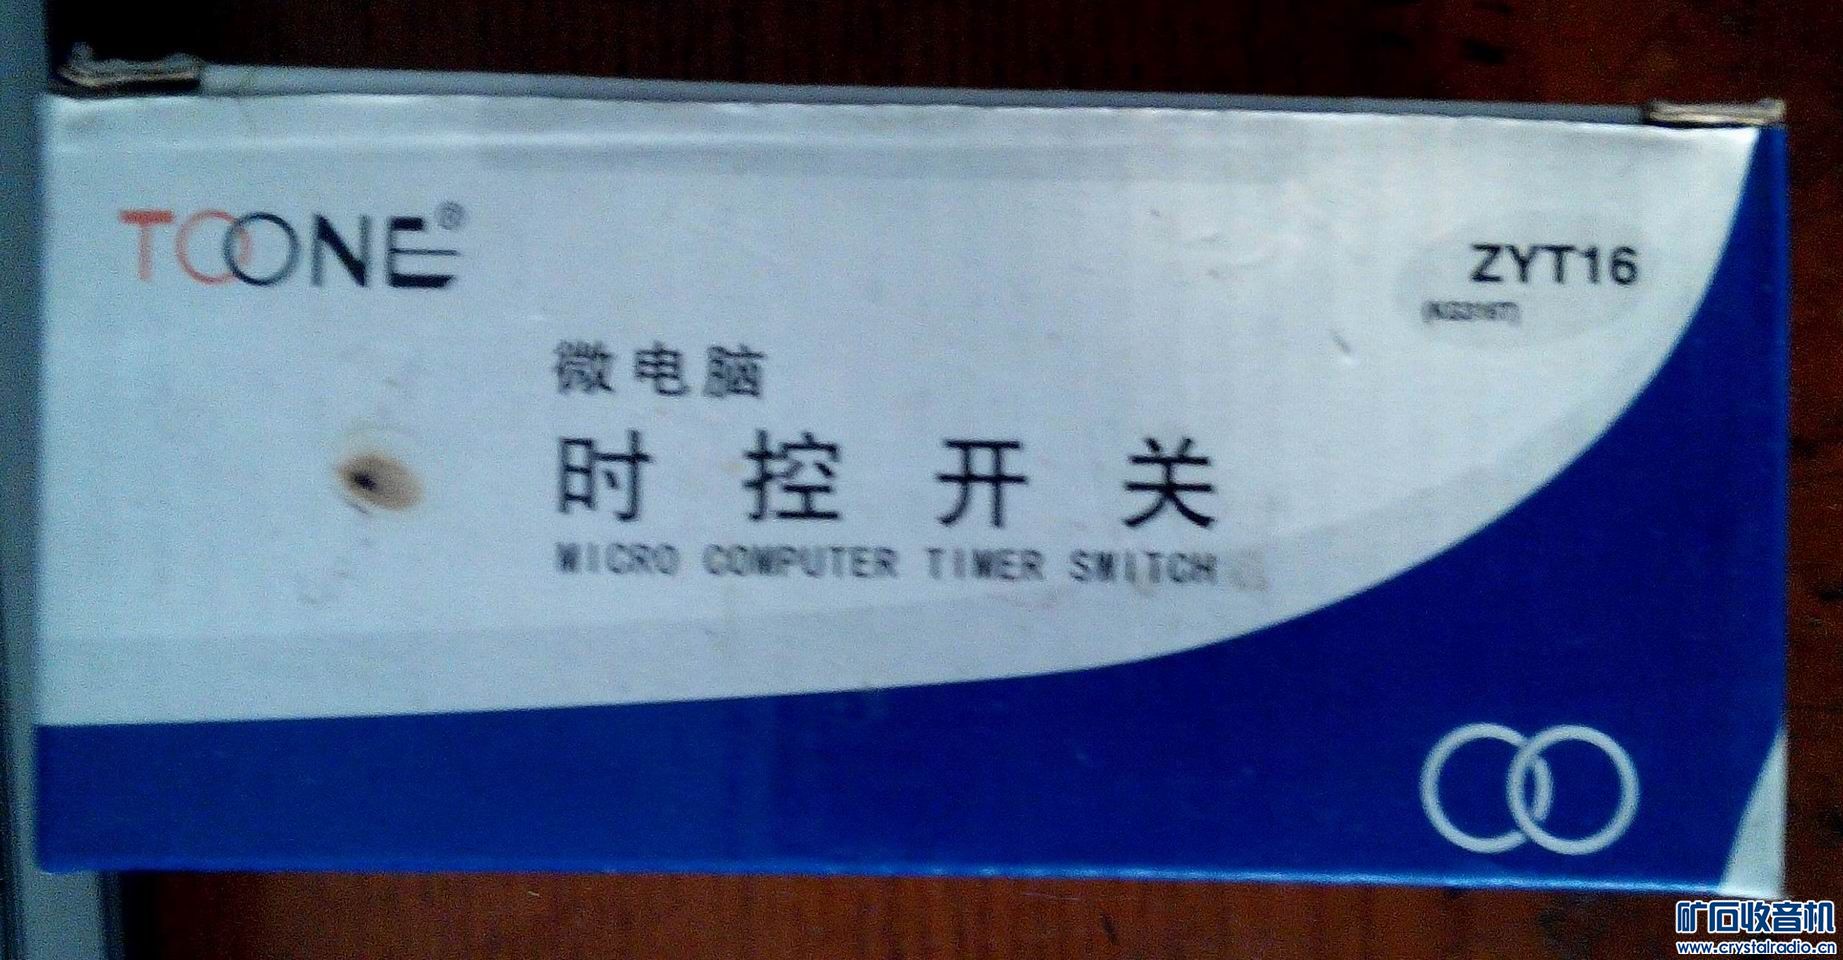 TOONE®
ZYT16
(KG316T)
微电脑
时控开关
MICRO COMPUTER TIMER SWITCH
矿石收音机
www.crystalradio.cn